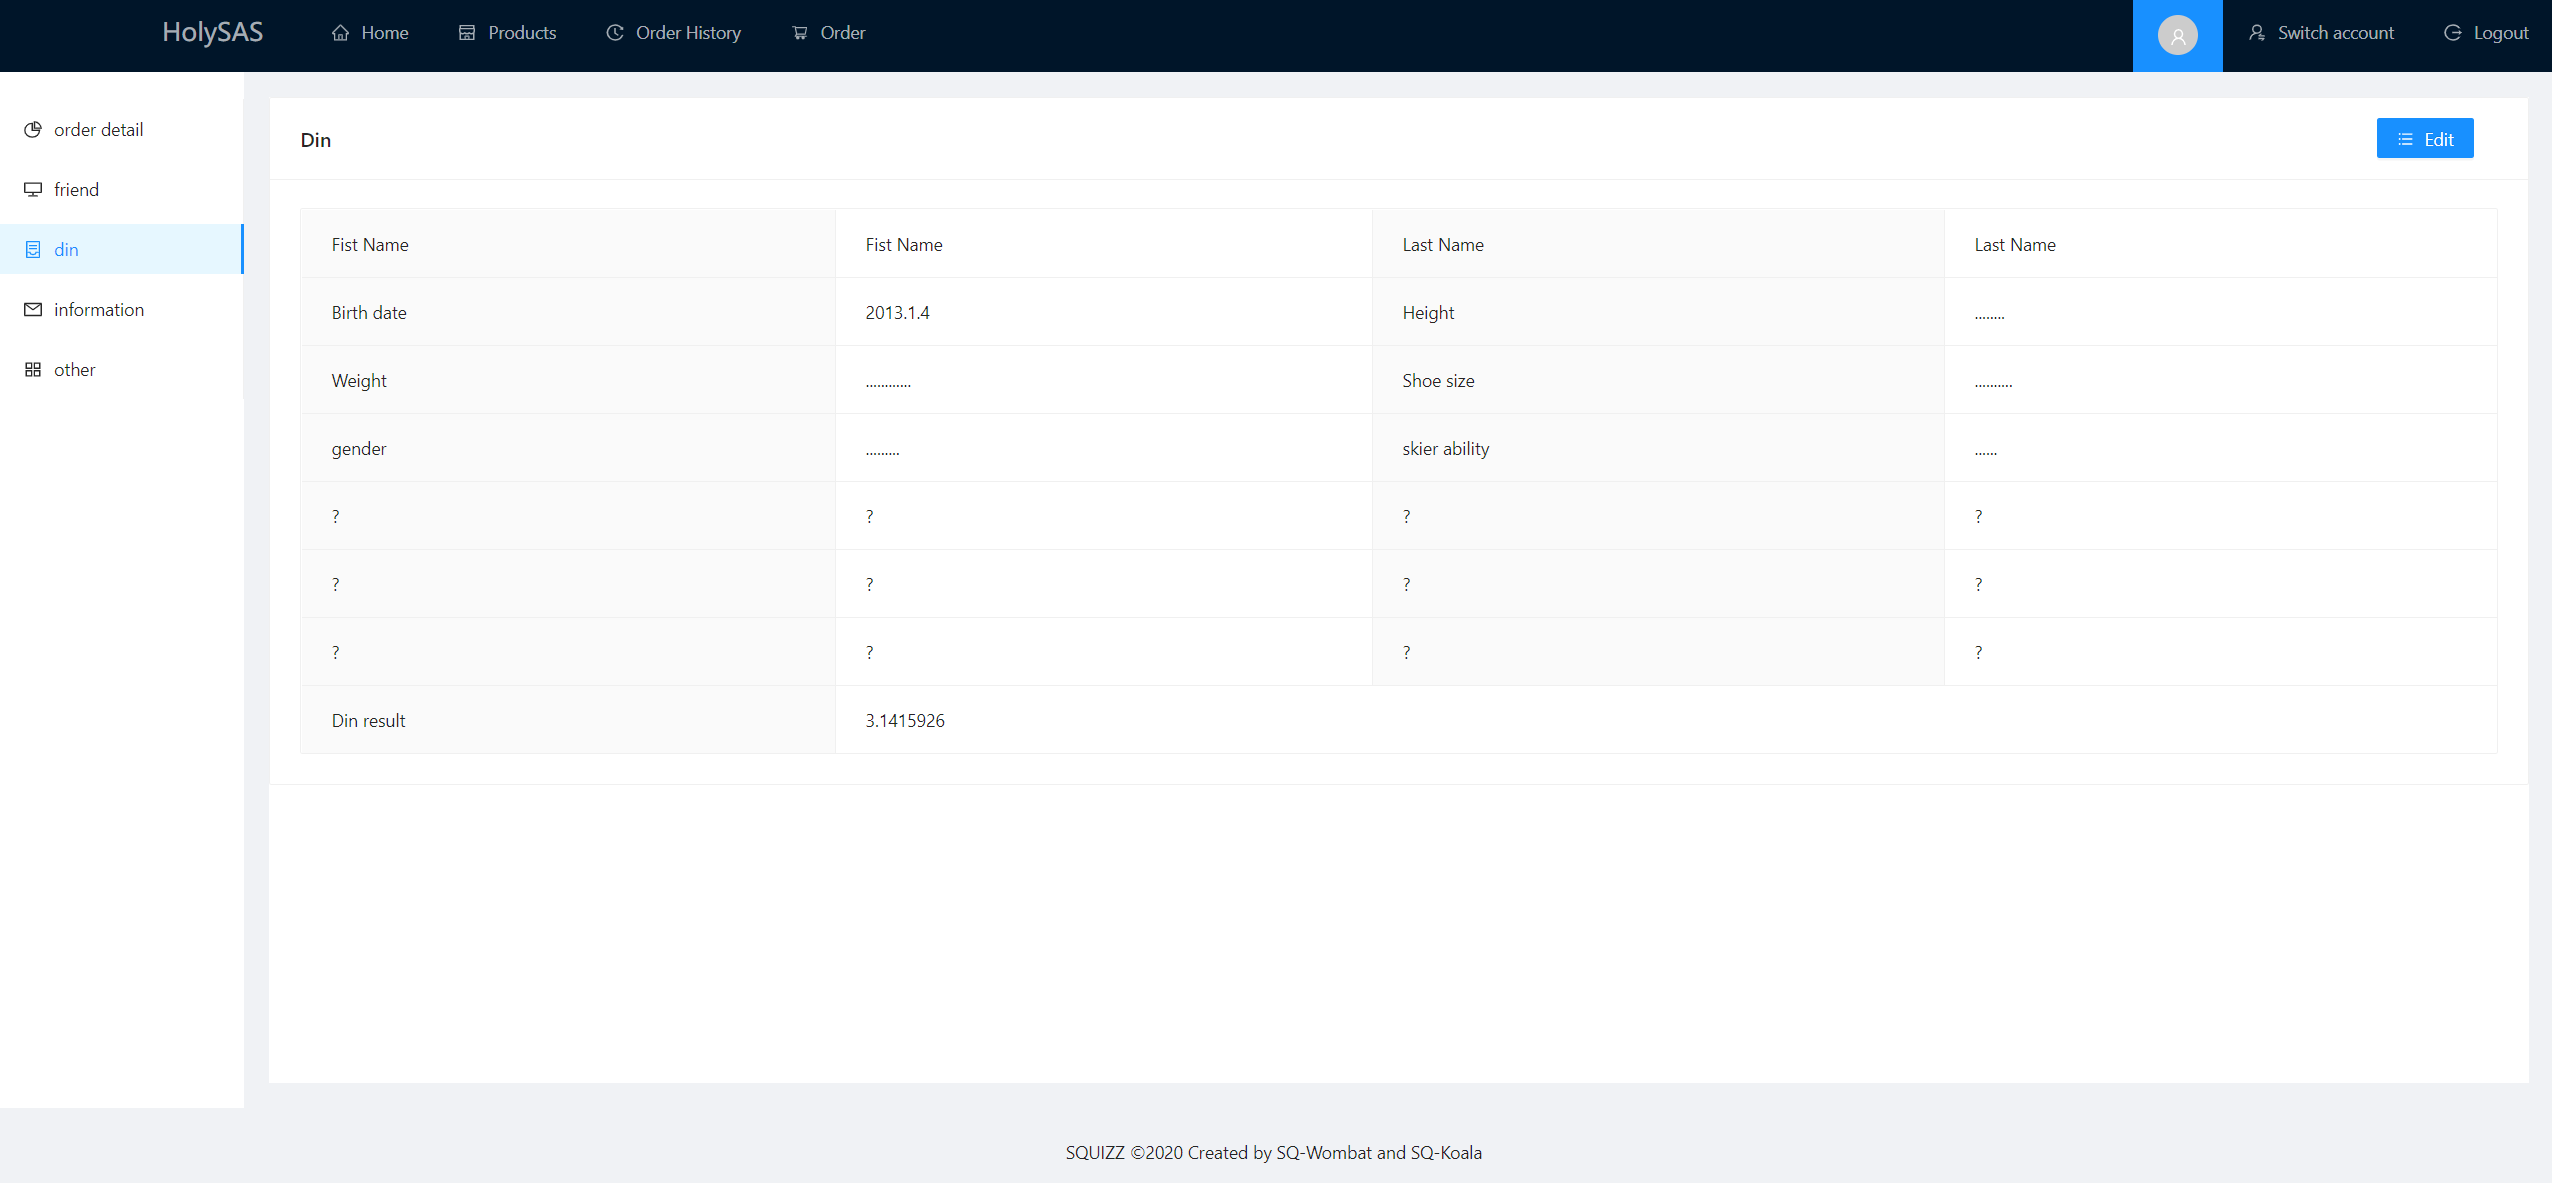 HolySAS Home Products Order History Order Switch account Logout
order detail
friend
din
information
other
Din Edit
Fist Name Fist Name Last Name Last Name
Birth date 2013.1.4 Height ........
Weight ............ Shoe size ..........
gender ......... skier ability ......
? ? ? ?
? ? ? ?
? ? ? ?
Din result 3.1415926
SQUIZZ ©2020 Created by SQ-Wombat and SQ-Koala